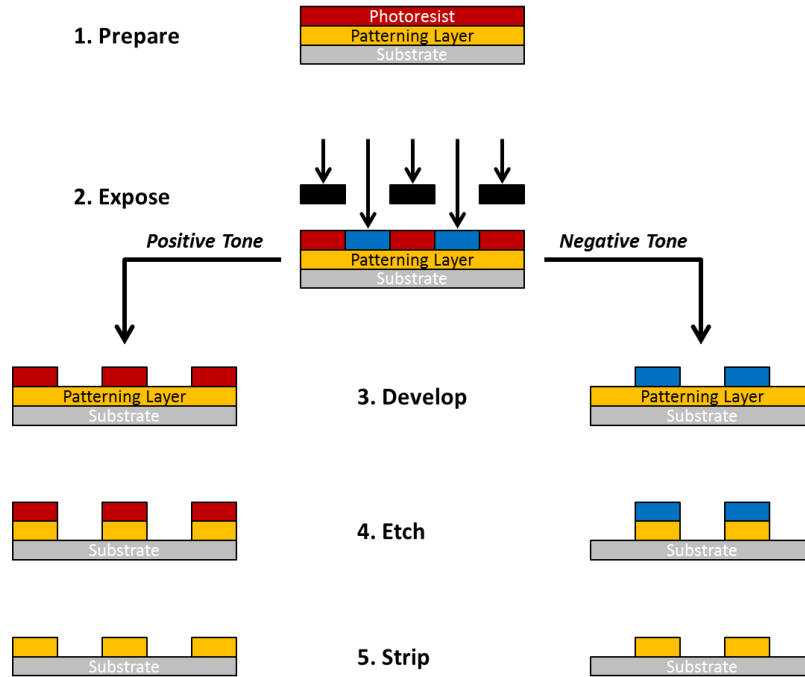 1. Prepare
Photoresist
Patterning Layer
Substrate
2. Expose
Positive Tone
Negative Tone
Patterning Layer
Substrate
3. Develop
Patterning Layer
Substrate
Patterning Layer
Substrate
4. Etch
Substrate
Substrate
5. Strip
Substrate
Substrate